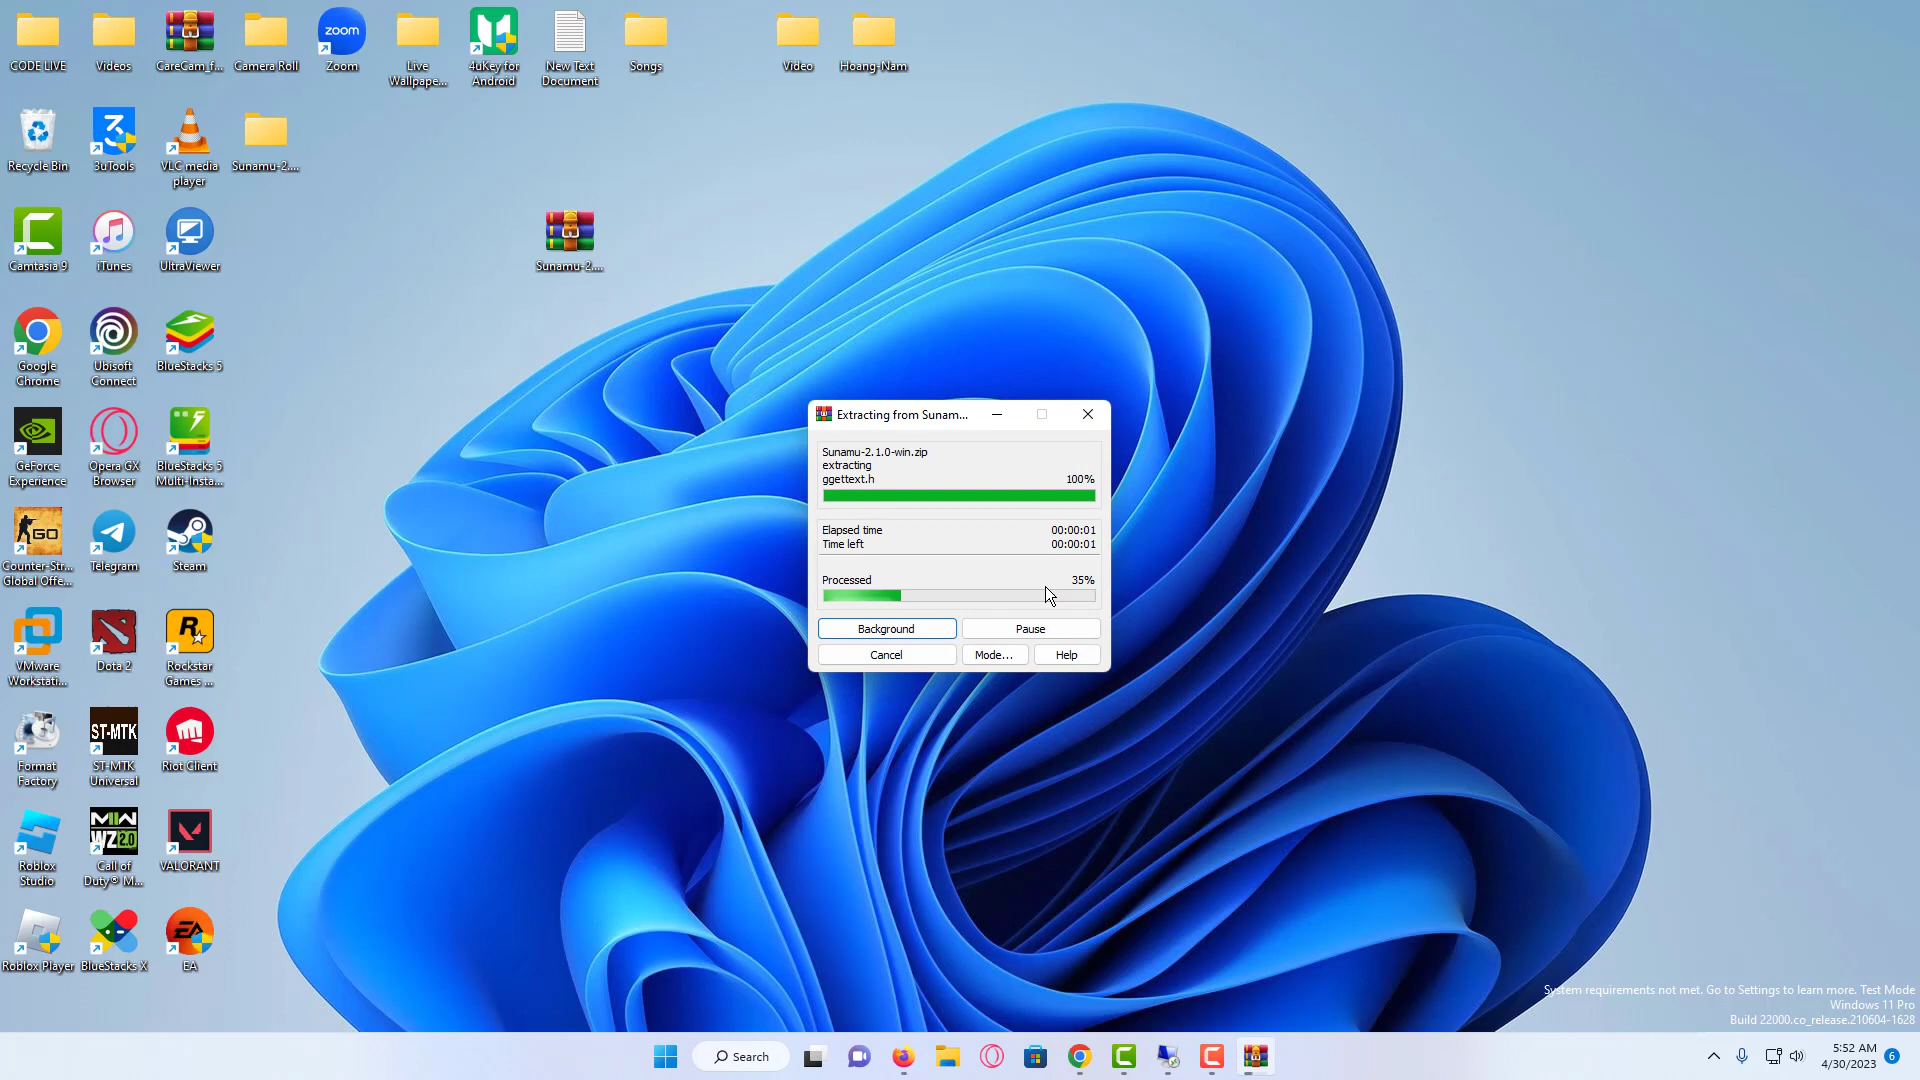 CODE LIVE
Videos
CareCam_f...
Camera Roll
zoom
Zoom
Live
Wallpape...
4uKey for
Android
New Text
Document
Songs
Video
Hoang-Nam
Recycle Bin
3uTools
VLC media
player
Sunamu-2....
Camtasia 9
iTunes
UltraViewer
Sunamu-2....
Google
Chrome
Ubisoft
Connect
BlueStacks 5
GeForce
Experience
Opera GX
Browser
BlueStacks 5
Multi-Insta...
Extracting from Sunam...
Sunamu-2.1.0-win.zip
extracting
ggettext.h 100%
Elapsed time 00:00:01
Time left 00:00:01
Processed 35%
Background
Pause
Cancel
Mode...
Help
GO
Counter-Str...
Global Offe...
Telegram
Steam
VMware
Workstati...
Dota 2
R
Rockstar
Games ...
Format
Factory
ST-MTK
ST-MTK
Universal
Riot Client
Roblox
Studio
MW
WZ 2.0
Call of
Duty® M...
VALORANT
Roblox Player
BlueStacks X
EA
EA
System requirements not met. Go to Settings to learn more. Test Mode
Windows 11 Pro
Build 22000.co_release.210604-1628
Search
5:52 AM
4/30/2023
6